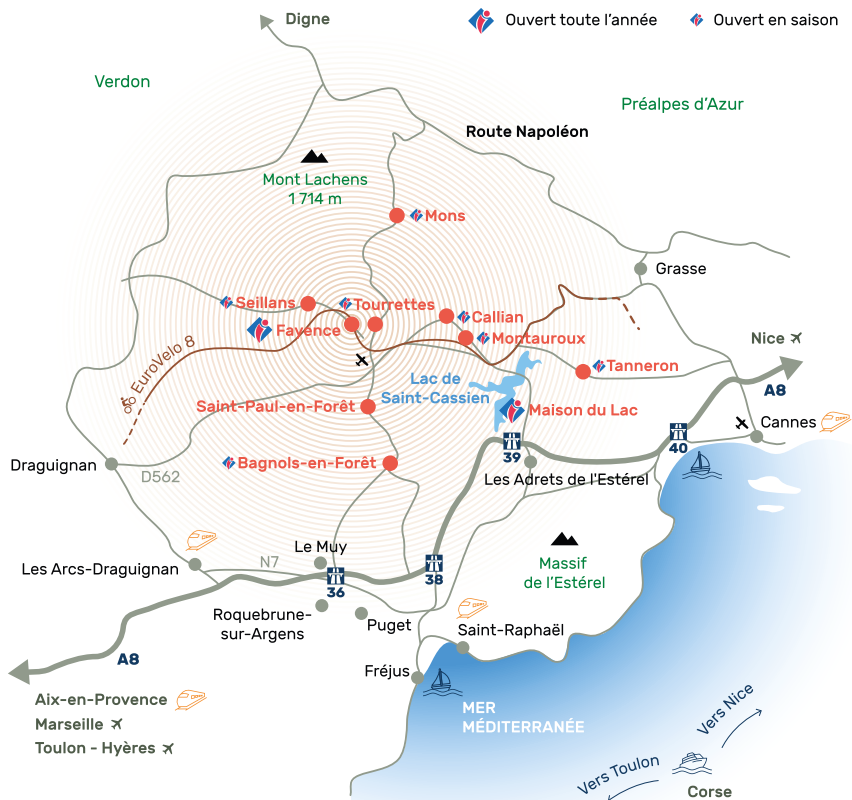 Digne
Ouvert toute l'année
Ouvert en saison
Verdon
Préalpes d'Azur
Route Napoléon
Mont Lachens
1 714 m
Mons
Grasse
Seillans
Tourrettes
Callian
Fayence
Montauroux
Nice
EuroVelo 8
Tanneron
A8
Lac de
Saint-Cassien
Saint-Paul-en-Forêt
Maison du Lac
Cannes
40
39
Draguignan
Bagnols-en-Forêt
D562
Les Adrets de l'Estérel
Le Muy
N7
Les Arcs-Draguignan
38
36
Massif
de l'Estérel
Roquebrune-
sur-Argens
Puget
Saint-Raphaël
A8
Fréjus
Aix-en-Provence
Marseille
Toulon - Hyères
MER
MÉDITERRANÉE
Vers Nice
Vers Toulon
Corse